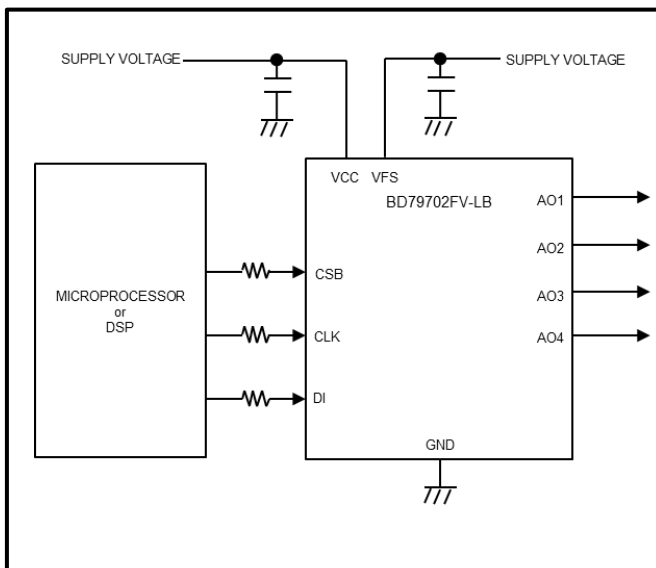 SUPPLY VOLTAGE
SUPPLY VOLTAGE
VCC
VFS
BD79702FV-LB
AO1
AO2
AO3
AO4
MICROPROCESSOR
or
DSP
CSB
CLK
DI
GND